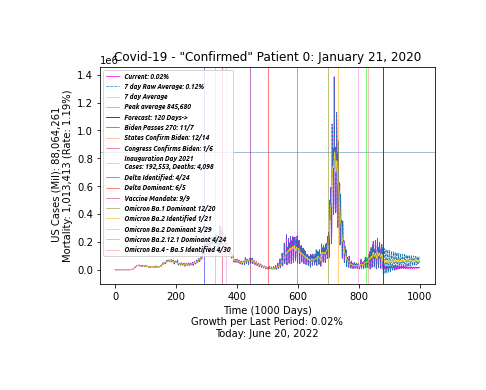 Covid-19 - "Confirmed" Patient 0: January 21, 2020
1e6
Current: 0.02%
7 day Raw Average: 0.12%
7 day Average
Peak average 845,680
Forecast: 120 Days->
Biden Passes 270: 11/7
States Confirm Biden: 12/14
Congress Confirms Biden: 1/6
Inauguration Day 2021
Cases: 192,553, Deaths: 4,098
Delta Identified: 4/24
Delta Dominant: 6/5
Vaccine Mandate: 9/9
Omicron Ba.1 Dominant 12/20
Omicron Ba.2 Identified 1/21
Omicron Ba.2 Dominant 3/29
Omicron Ba.2.12.1 Dominant 4/24
Omicron Ba.4 - Ba.5 Identified 4/30
1.4
1.2
1.0
0.8
0.6
0.4
0.2
0.0
US Cases (Mil): 88,064,261
Mortality: 1,013,413 (Rate: 1.19%)
0 200 400 600 800 1000
Time (1000 Days)
Growth per Last Period: 0.02%
Today: June 20, 2022